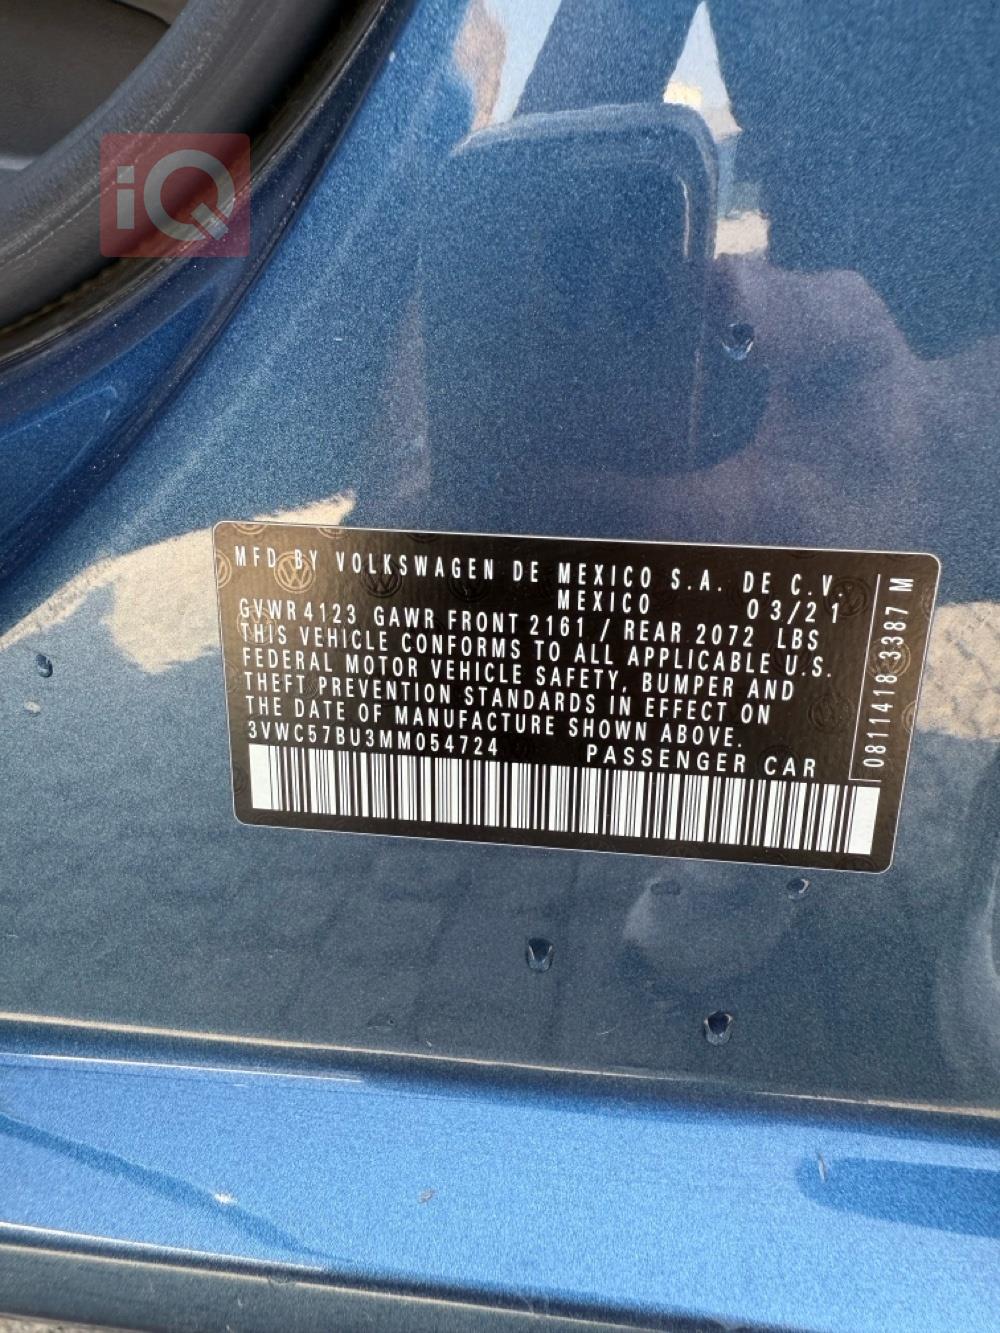 iQ
MFD BY VOLKSWAGEN DE MEXICO S.A. DE C.V.
MEXICO 03/21
GVWR 4123 GAWR FRONT 2161 / REAR 2072 LBS
THIS VEHICLE CONFORMS TO ALL APPLICABLE U.S.
FEDERAL MOTOR VEHICLE SAFETY, BUMPER AND
THEFT PREVENTION STANDARDS IN EFFECT ON
THE DATE OF MANUFACTURE SHOWN ABOVE.
3VWC57BU3MM054724 PASSENGER CAR
0811418 3387 M